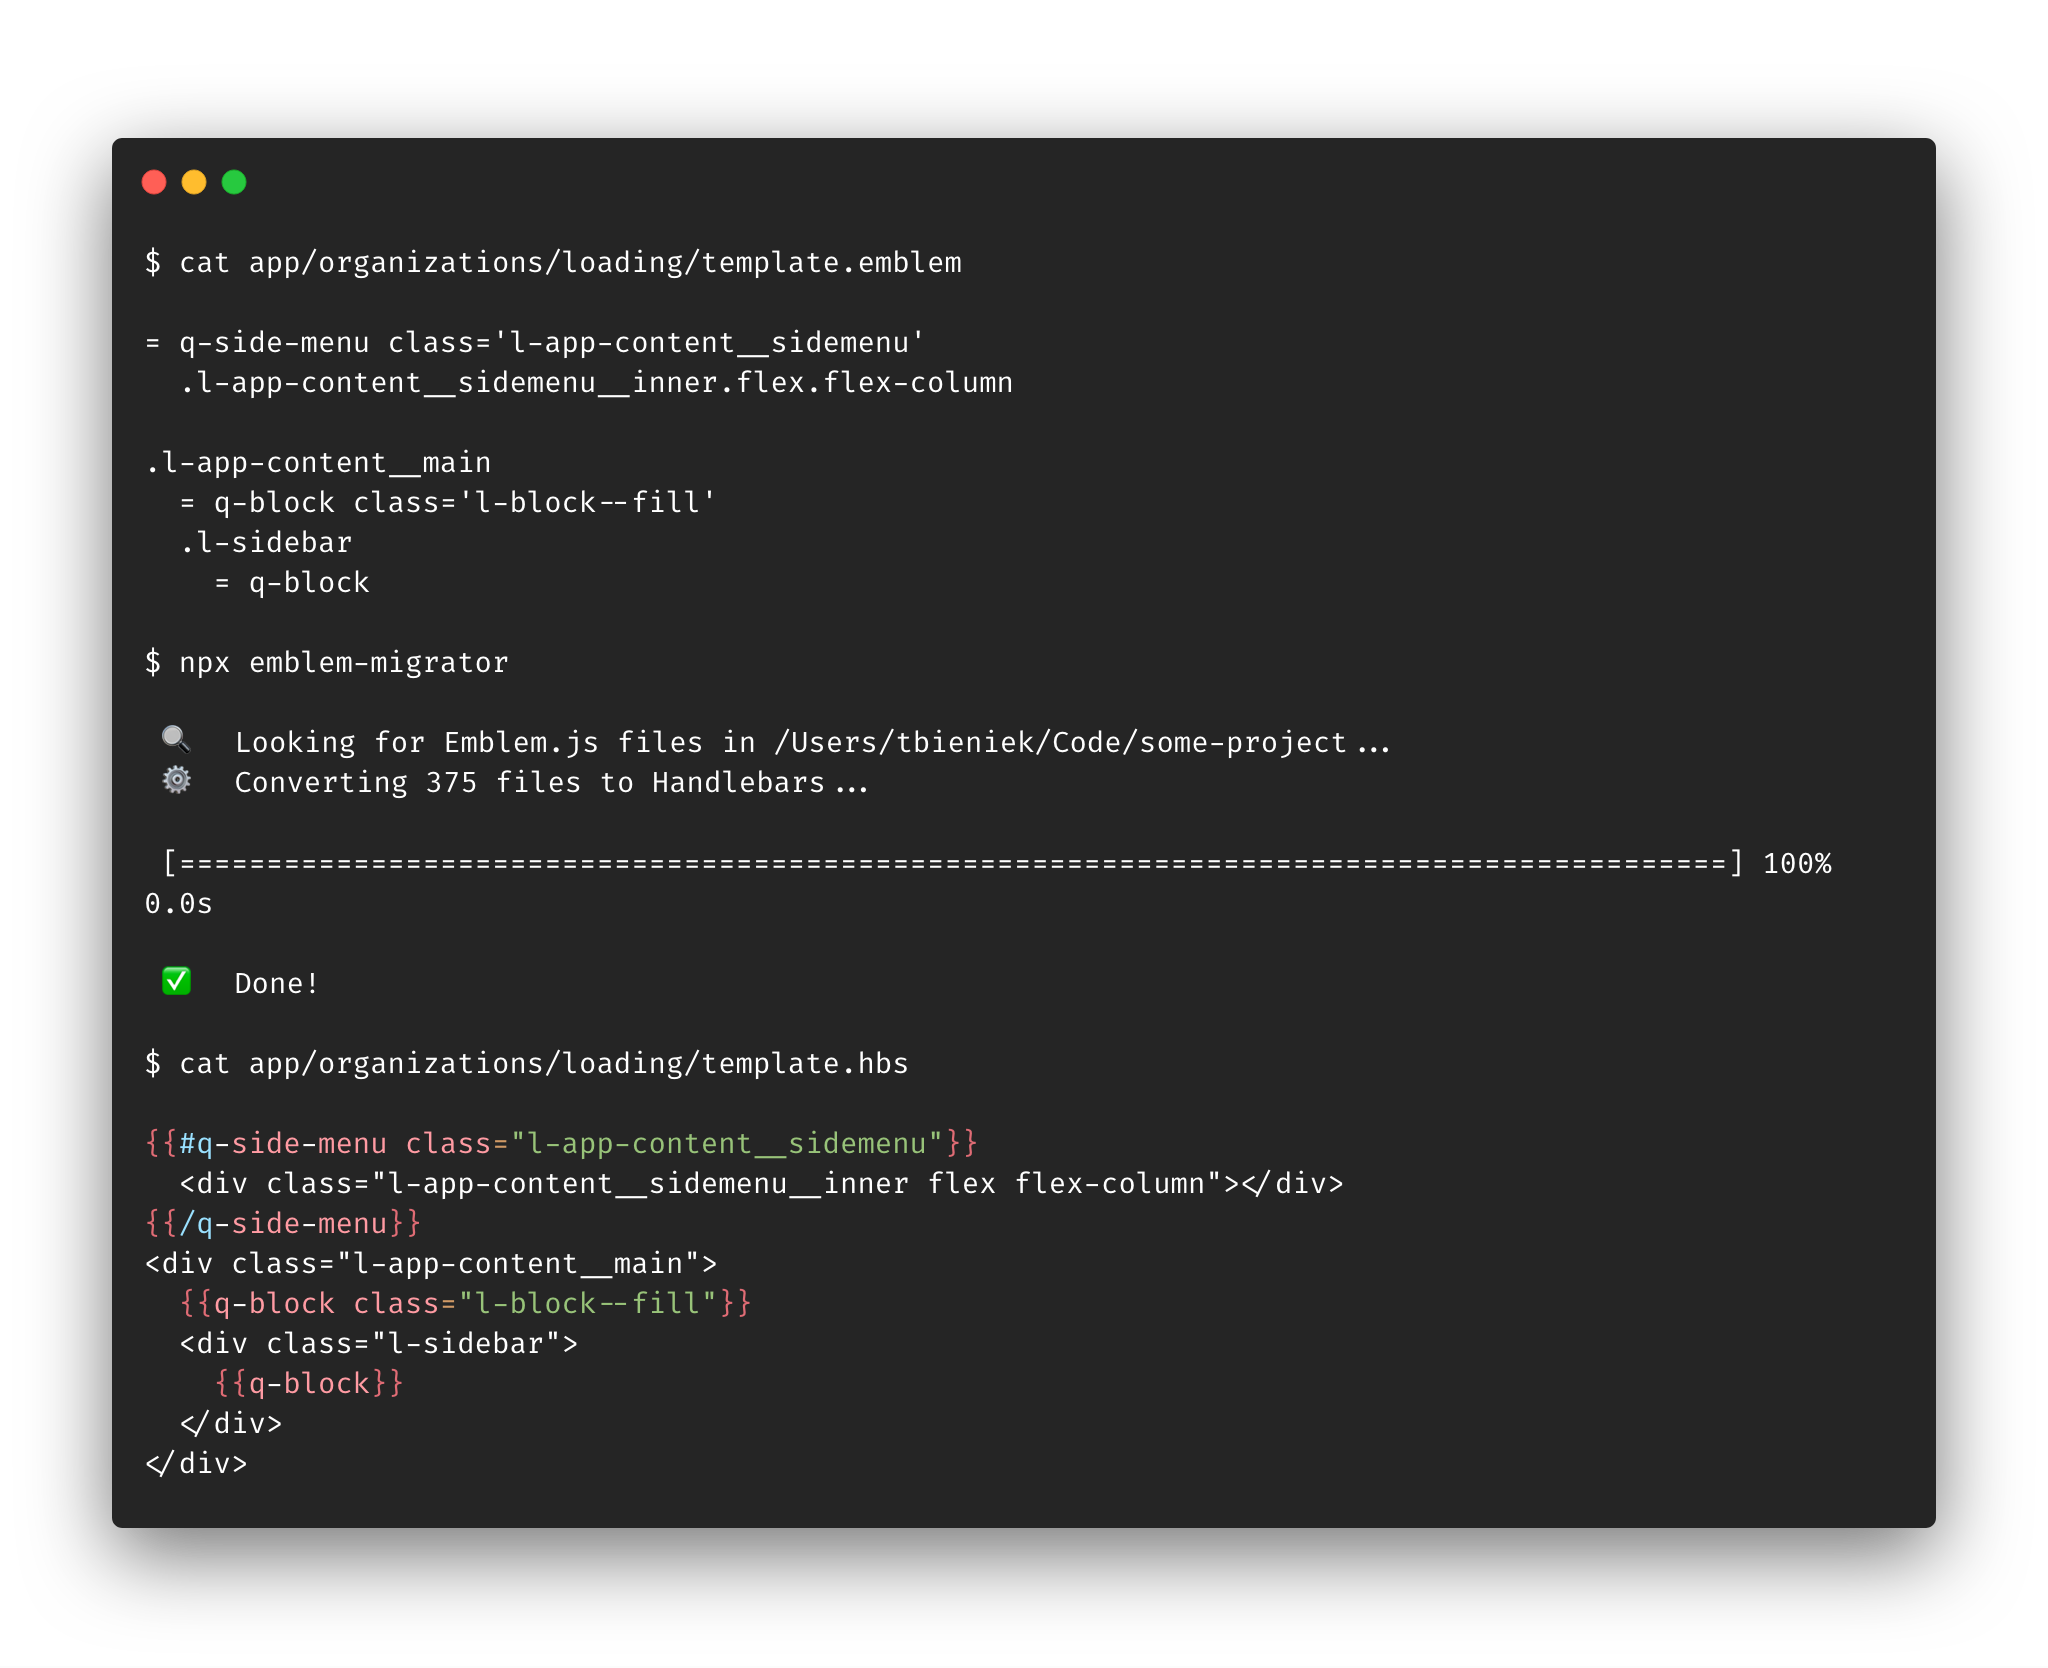 $ cat app/organizations/loading/template.emblem

= q-side-menu class='l-app-content__sidemenu'
  .l-app-content__sidemenu__inner.flex.flex-column

.l-app-content__main
  = q-block class='l-block--fill'
  .l-sidebar
    = q-block

$ npx emblem-migrator

 🔍  Looking for Emblem.js files in /Users/tbieniek/Code/some-project...
 ⚙️  Converting 375 files to Handlebars...

 [=========================================================================================] 100%
0.0s

 ✅  Done!

$ cat app/organizations/loading/template.hbs

{{#q-side-menu class="l-app-content__sidemenu"}}
  <div class="l-app-content__sidemenu__inner flex flex-column"></div>
{{/q-side-menu}}
<div class="l-app-content__main">
  {{q-block class="l-block--fill"}}
  <div class="l-sidebar">
    {{q-block}}
  </div>
</div>